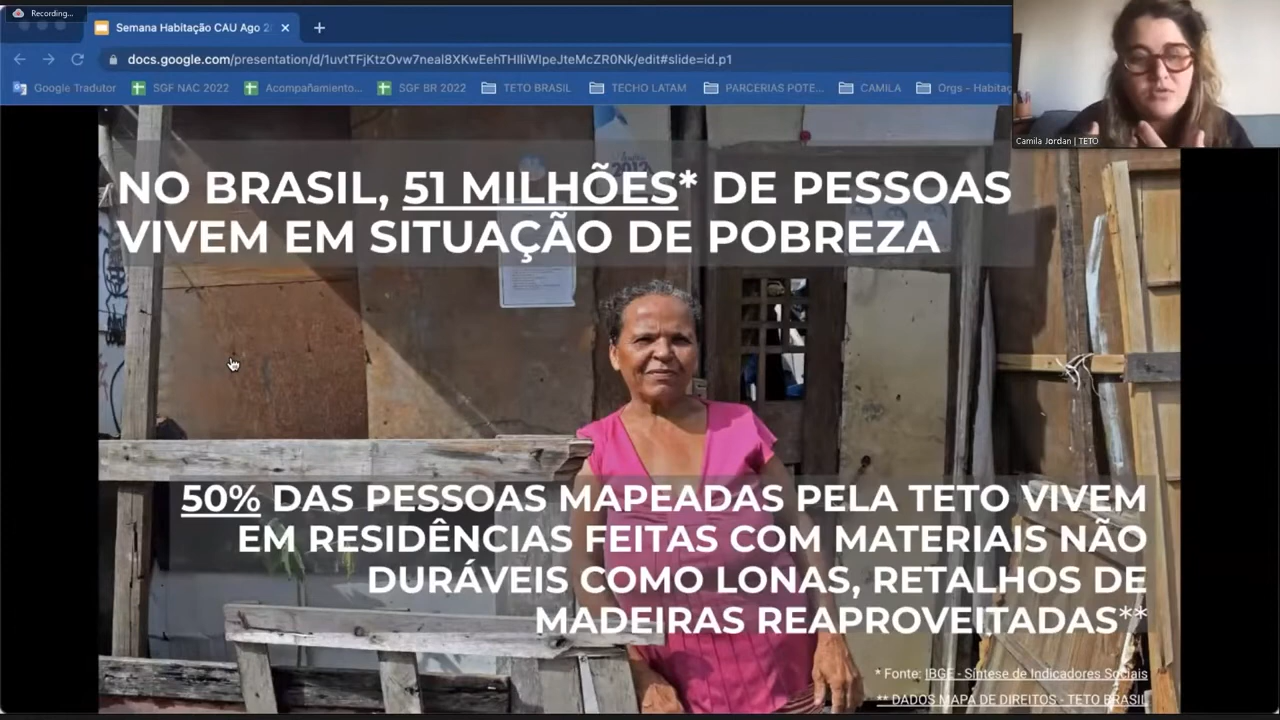 Recording...
Semana Habitação CAU Ago 2
docs.google.com/presentation/d/1uvtTFjKtzOvw7neal8XKwEehTHIliWIpeJteMcZR0Nk/edit#slide=id.p1
Google Tradutor
SGF NAC 2022
Acompañamiento...
SGF BR 2022
TETO BRASIL
TECHO LATAM
PARCERIAS POTE...
CAMILA
Orgs - Habitaç
Camila Jordan | TETO
NO BRASIL, 51 MILHÕES* DE PESSOAS
VIVEM EM SITUAÇÃO DE POBREZA
50% DAS PESSOAS MAPEADAS PELA TETO VIVEM
EM RESIDÊNCIAS FEITAS COM MATERIAIS NÃO
DURÁVEIS COMO LONAS, RETALHOS DE
MADEIRAS REAPROVEITADAS**
* Fonte: IBGE - Síntese de Indicadores Sociais
** DADOS MAPA DE DIREITOS - TETO BRASIL